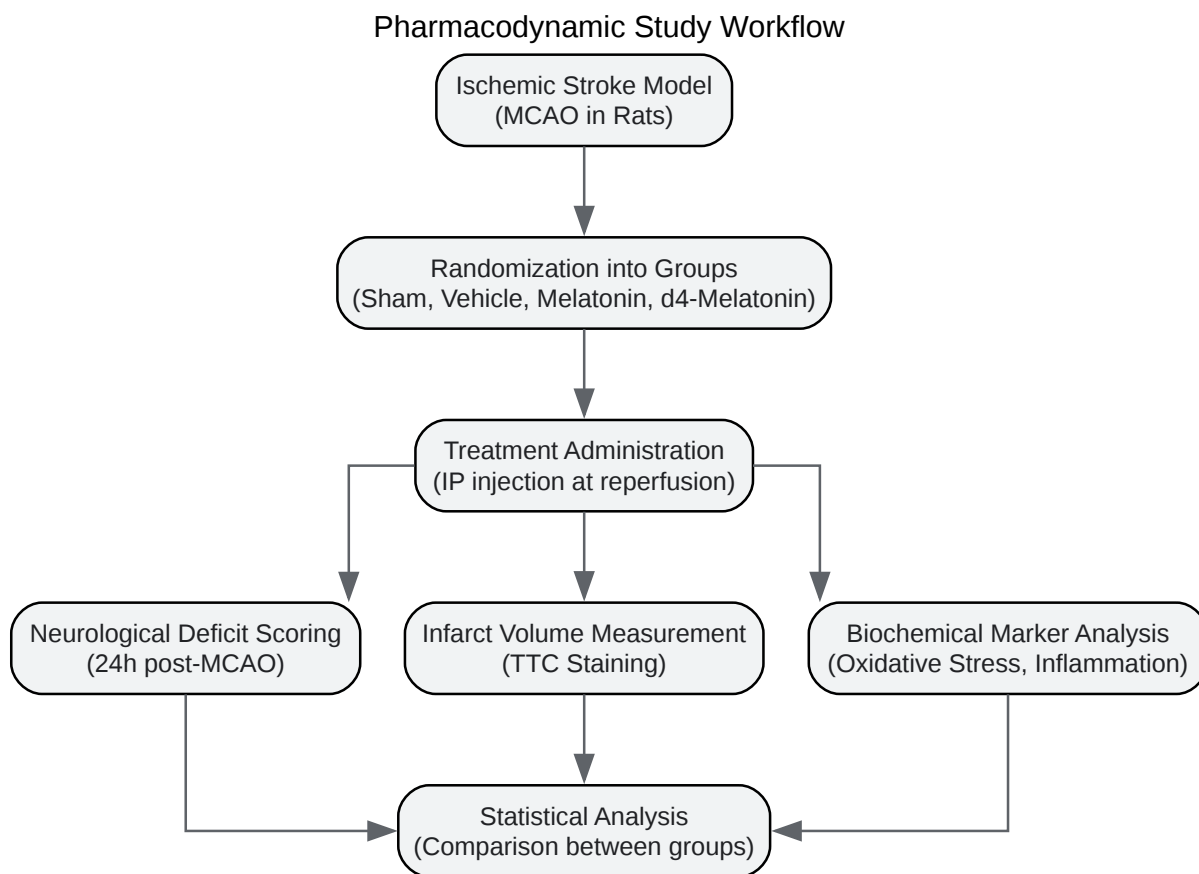 Pharmacodynamic Study Workflow
Ischemic Stroke Model
(MCAO in Rats)
Randomization into Groups
(Sham, Vehicle, Melatonin, d4-Melatonin)
Treatment Administration
(IP injection at reperfusion)
Neurological Deficit Scoring
(24h post-MCAO)
Infarct Volume Measurement
(TTC Staining)
Biochemical Marker Analysis
(Oxidative Stress, Inflammation)
Statistical Analysis
(Comparison between groups)